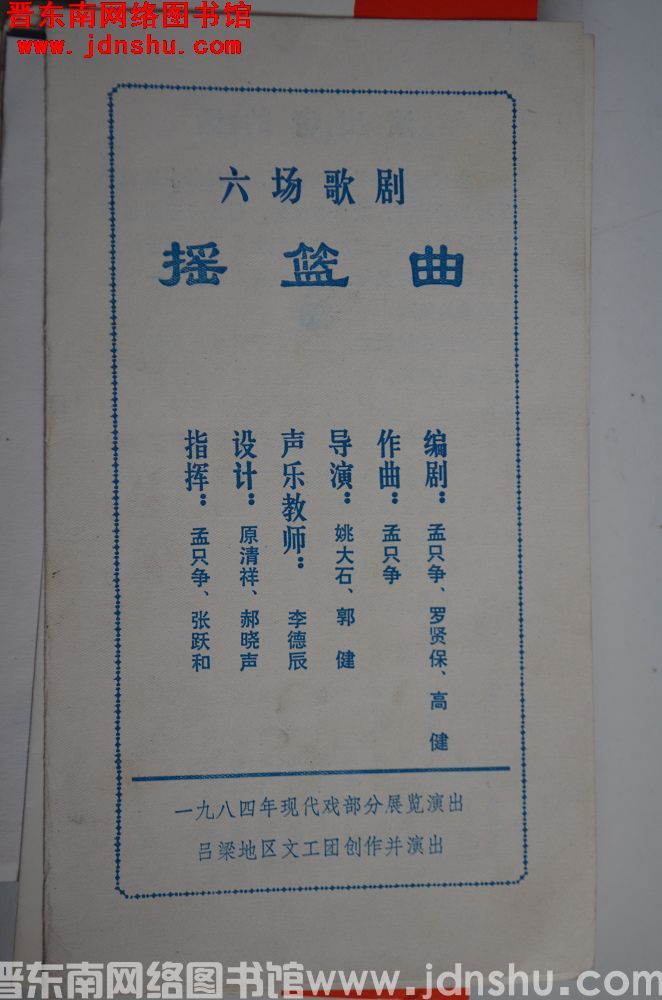 晋东南网络图书馆
www.jdnshu.com
六场歌剧
摇篮曲
编剧：孟只争、罗贤保、高健
作曲：孟只争
导演：姚大石、郭健
声乐教师：李德辰
设计：原清祥、郝晓声
指挥：孟只争、张跃和
一九八四年现代戏部分展览演出
吕梁地区文工团创作并演出
晋东南网络图书馆www.jdnshu.com